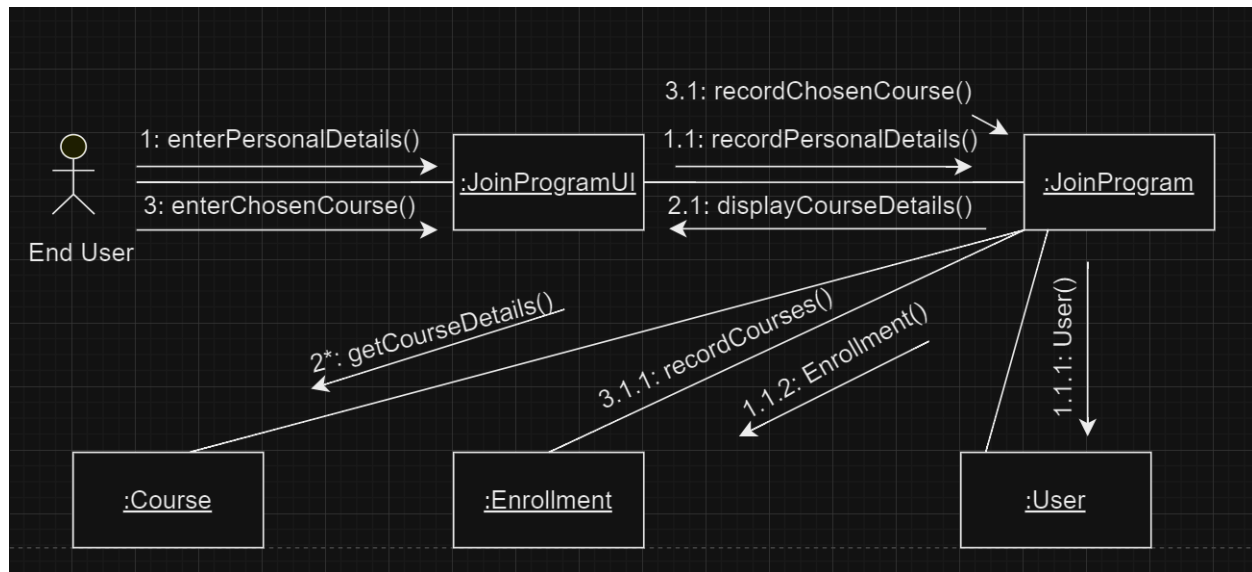 3.1: recordChosenCourse()
1: enterPersonalDetails()
1.1: recordPersonalDetails()
:JoinProgramUI
:JoinProgram
3: enterChosenCourse()
2.1: displayCourseDetails()
End User
2*: getCourseDetails()
3.1.1: recordCourses()
1.1.2: Enrollment()
1.1.1: User()
:Course
:Enrollment
:User